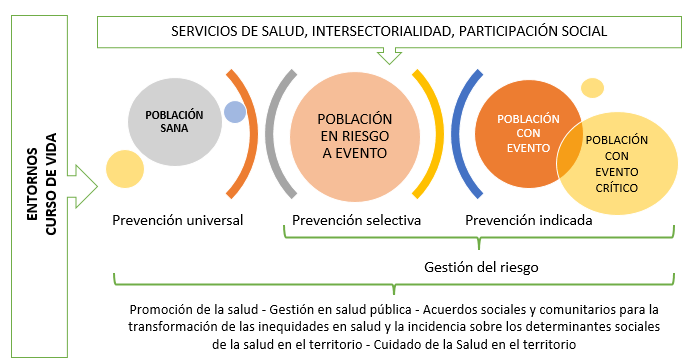 SERVICIOS DE SALUD, INTERSECTORIALIDAD, PARTICIPACIÓN SOCIAL
ENTORNOS
CURSO DE VIDA
POBLACIÓN
SANA
POBLACIÓN
EN RIESGO
A EVENTO
POBLACIÓN
CON
EVENTO
POBLACIÓN
CON
EVENTO
CRÍTICO
Prevención universal
Prevención selectiva
Prevención indicada
Gestión del riesgo
Promoción de la salud - Gestión en salud pública - Acuerdos sociales y comunitarios para la
transformación de las inequidades en salud y la incidencia sobre los determinantes sociales
de la salud en el territorio - Cuidado de la Salud en el territorio